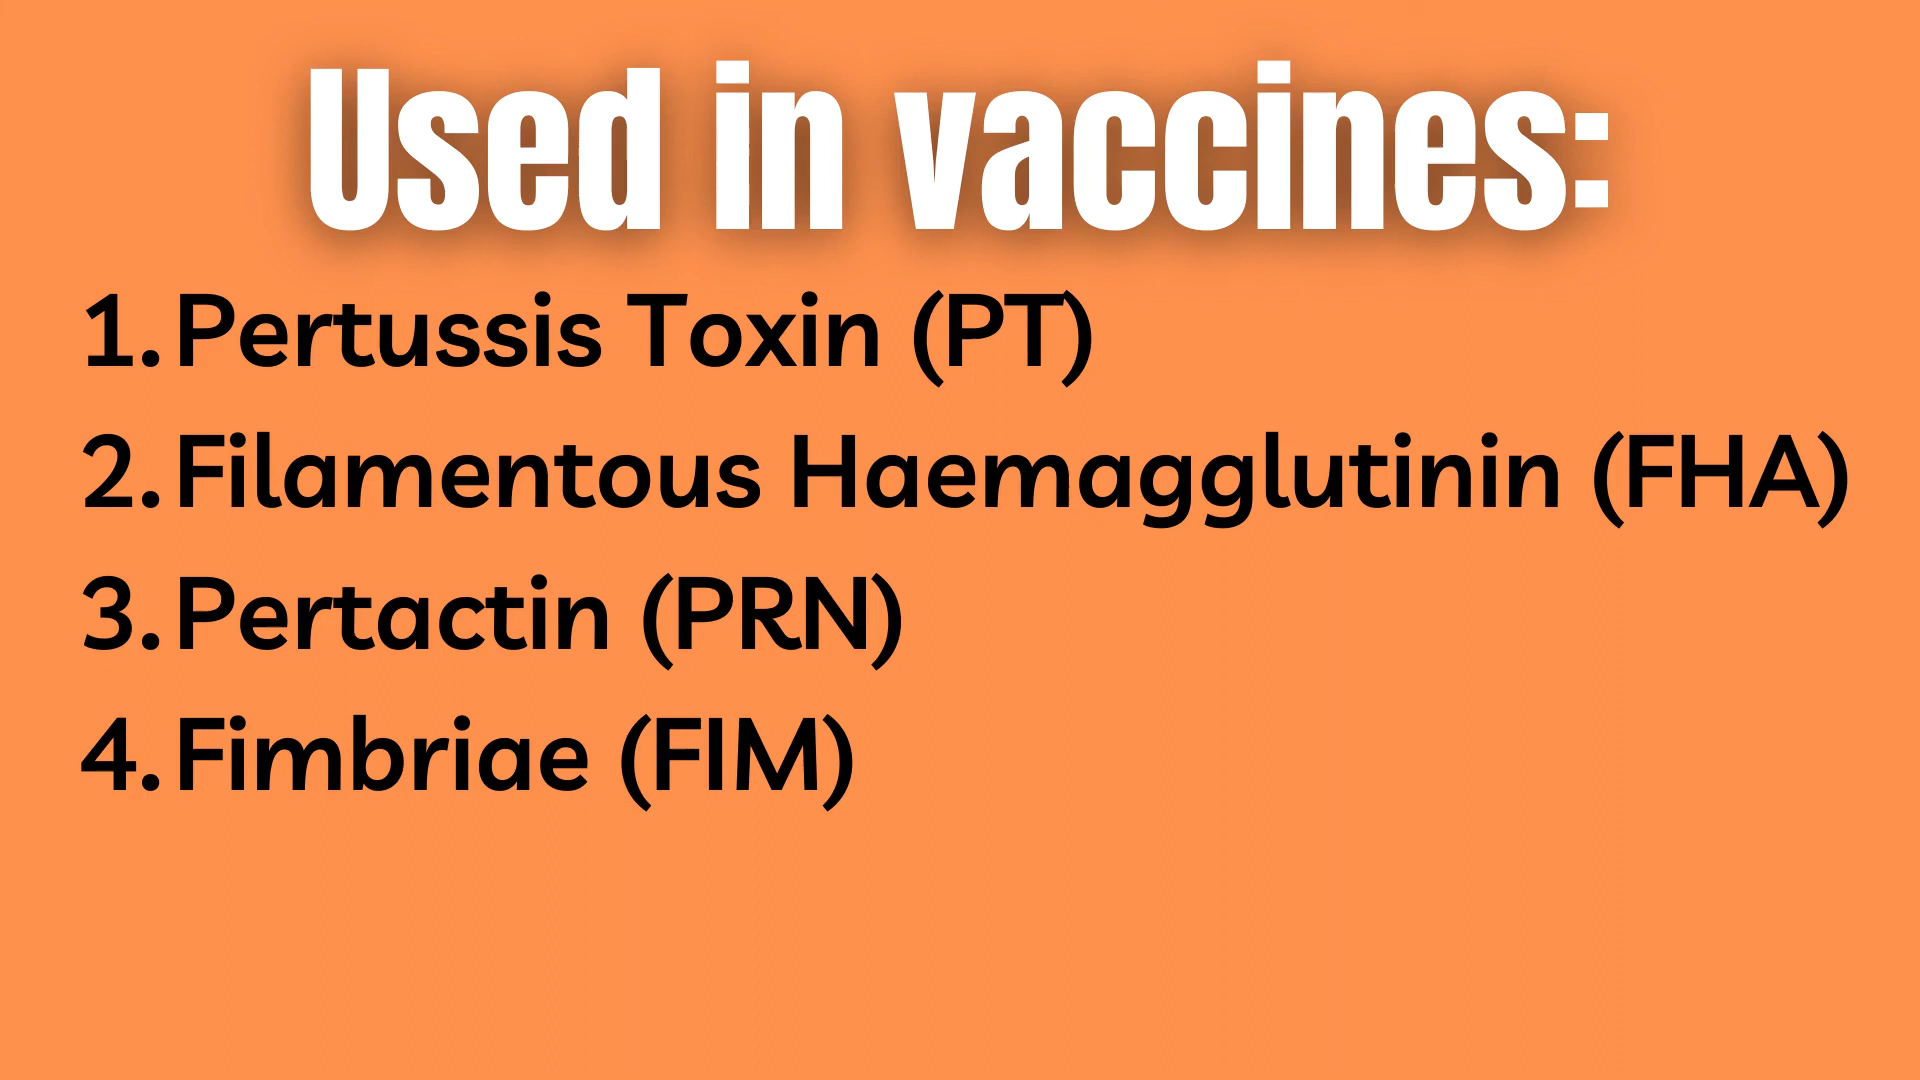 Used in vaccines:
1. Pertussis Toxin (PT)
2. Filamentous Haemagglutinin (FHA)
3. Pertactin (PRN)
4. Fimbriae (FIM)